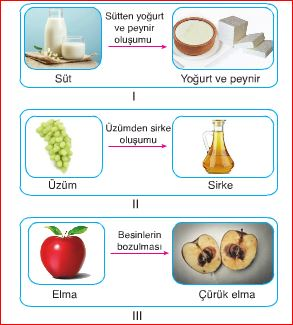 Sütten yoğurt
ve peynir
oluşumu
Süt
Yoğurt ve peynir
I
Üzümden sirke
oluşumu
Üzüm
Sirke
II
Besinlerin
bozulması
Elma
Çürük elma
III